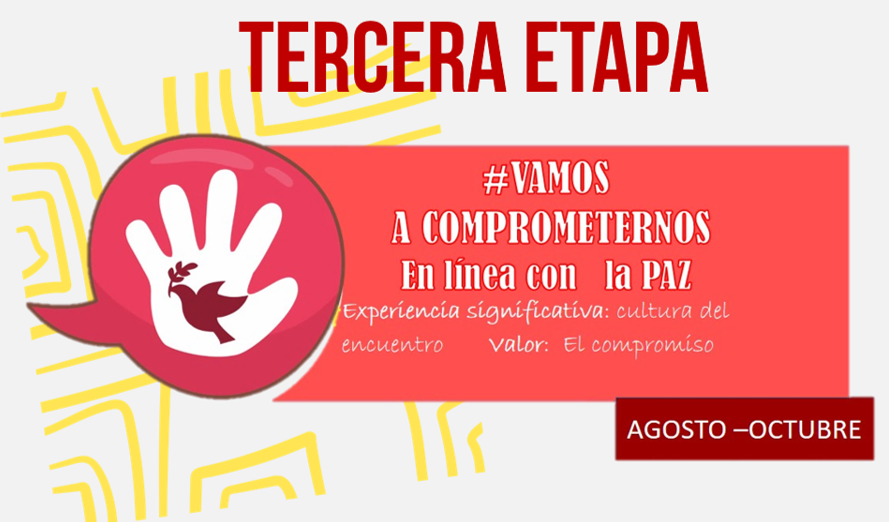 TERCERA ETAPA
#VAMOS
A COMPROMETERNOS
En línea con la PAZ
Experiencia significativa: cultura del
encuentro Valor: El compromiso
AGOSTO –OCTUBRE